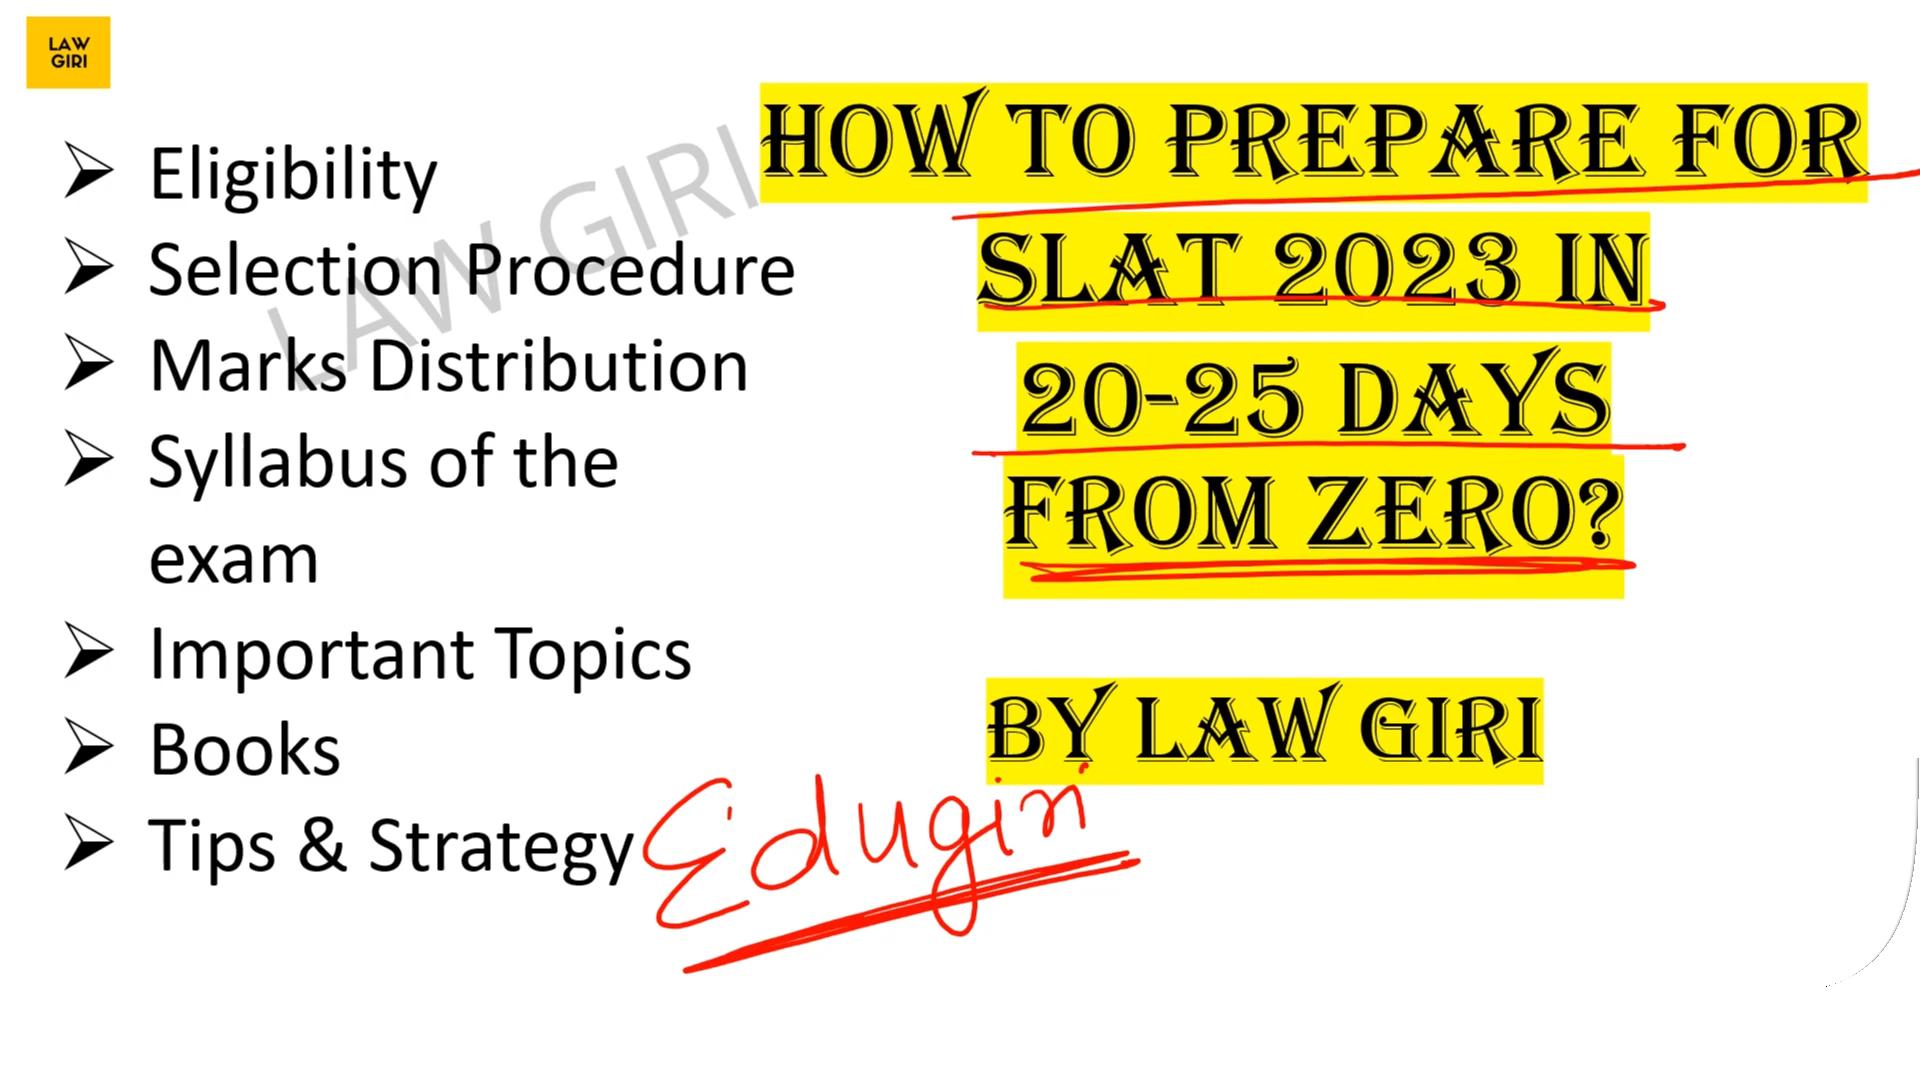 LAW
GIRI
Eligibility
Selection Procedure
Marks Distribution
Syllabus of the
exam
Important Topics
Books
Tips & Strategy
LAW GIRI
HOW TO PREPARE FOR
SLAT 2023 IN
20-25 DAYS
FROM ZERO?
BY LAW GIRI
Edugiri